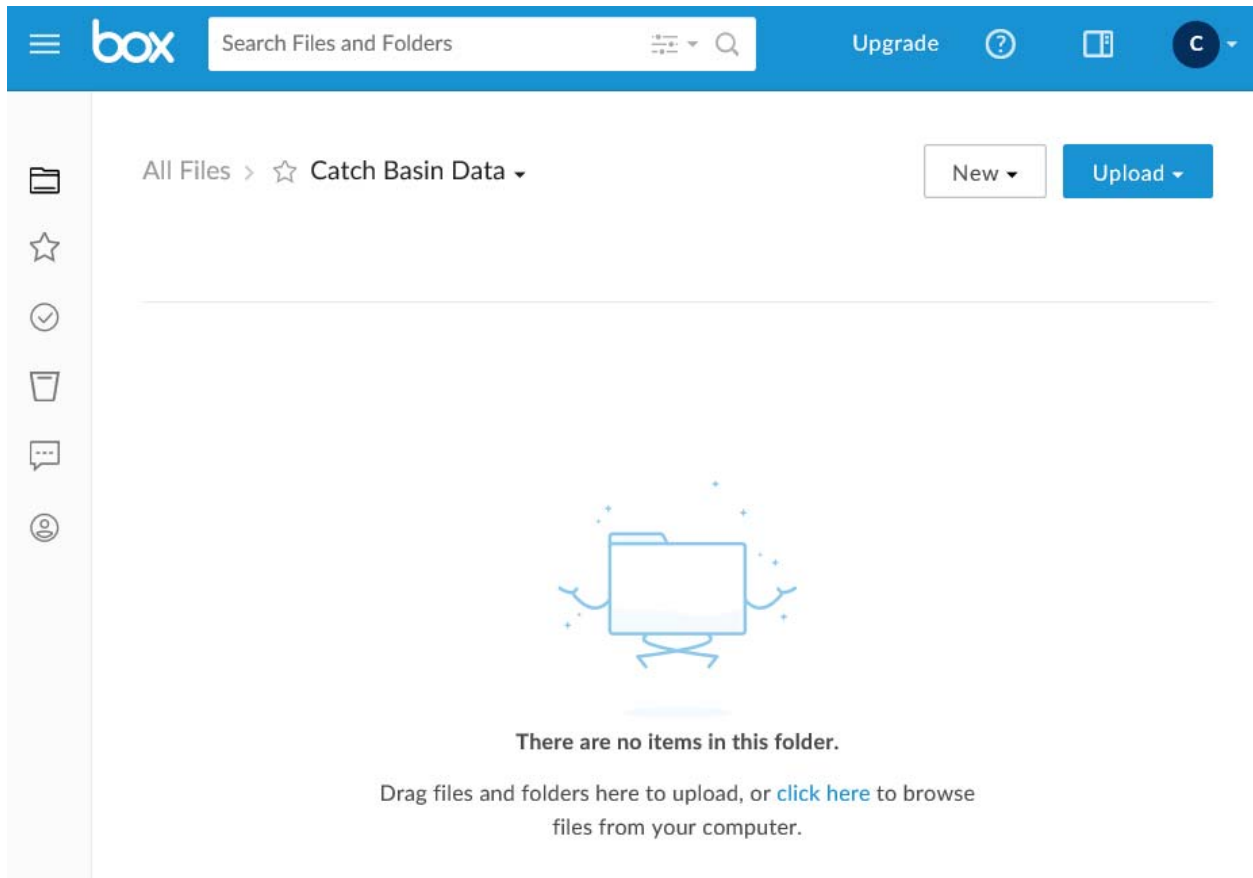 box
Search Files and Folders
Upgrade
C
All Files > Catch Basin Data
New
Upload
There are no items in this folder.
Drag files and folders here to upload, or click here to browse
files from your computer.